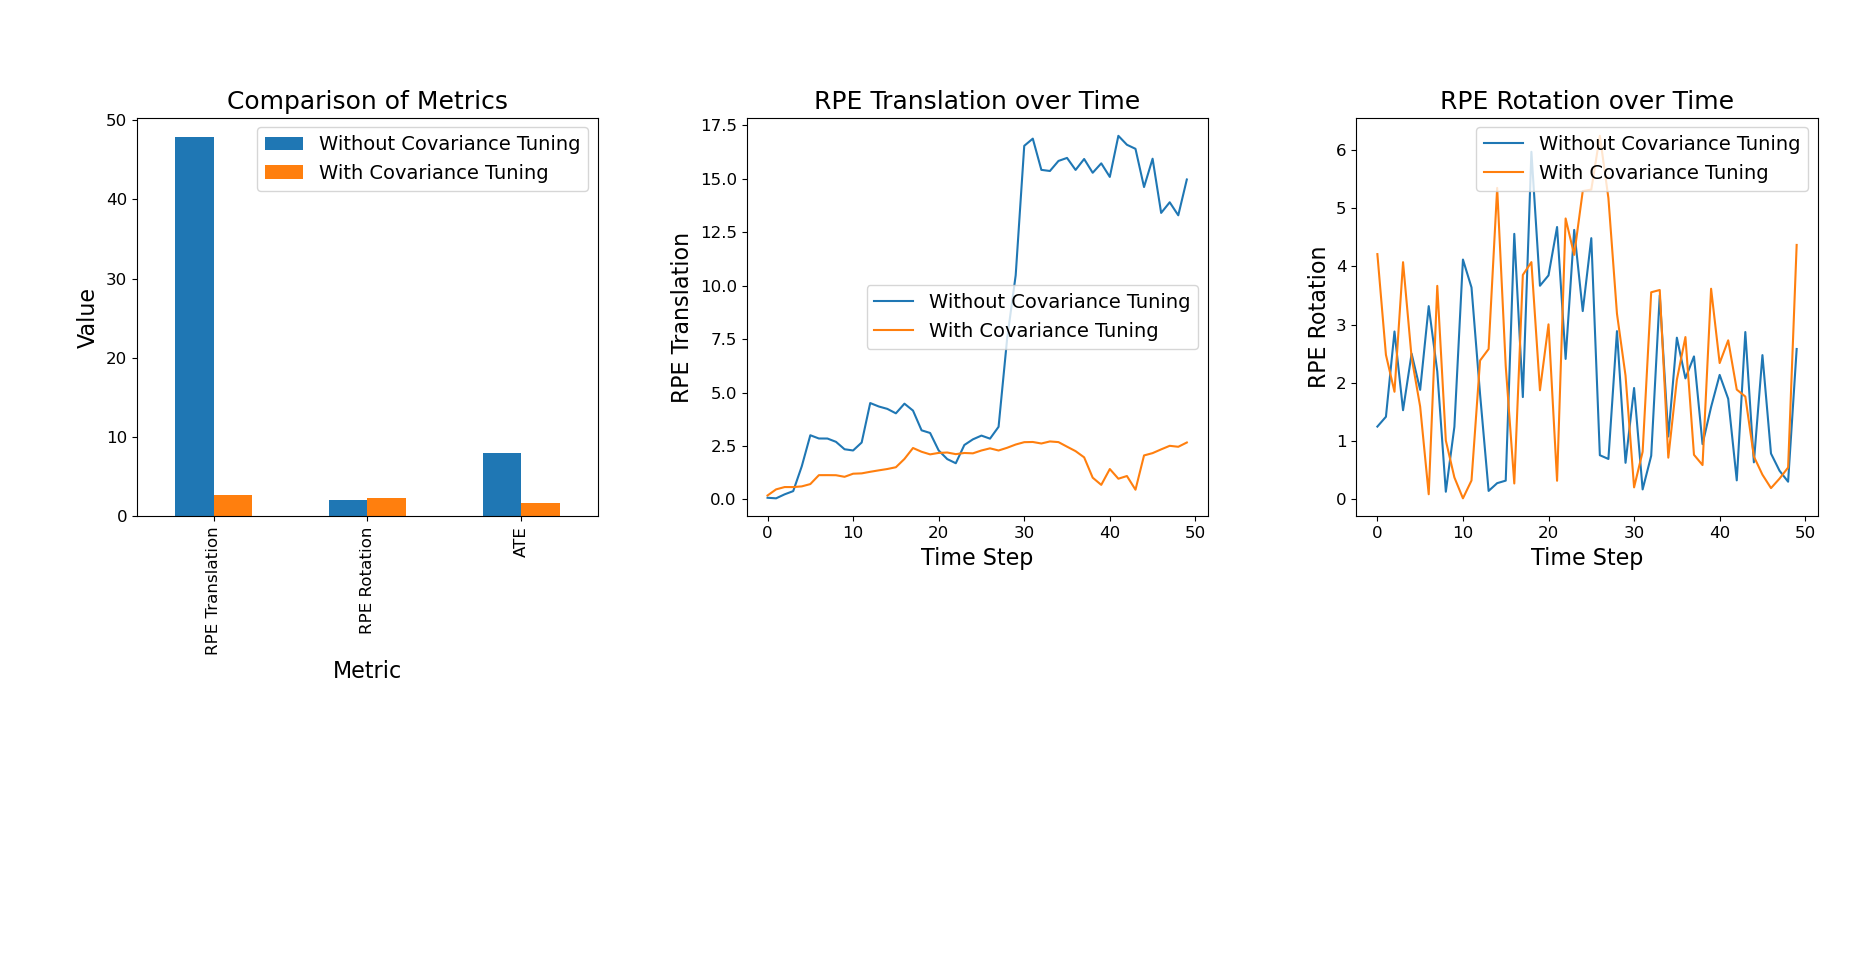 Comparison of Metrics
50
40
30
20
10
0
Value
Without Covariance Tuning
With Covariance Tuning
RPE Translation
RPE Rotation
ATE
Metric
RPE Translation over Time
17.5
15.0
12.5
10.0
7.5
5.0
2.5
0.0
RPE Translation
Without Covariance Tuning
With Covariance Tuning
0 10 20 30 40 50
Time Step
RPE Rotation over Time
6
5
4
3
2
1
0
RPE Rotation
Without Covariance Tuning
With Covariance Tuning
0 10 20 30 40 50
Time Step